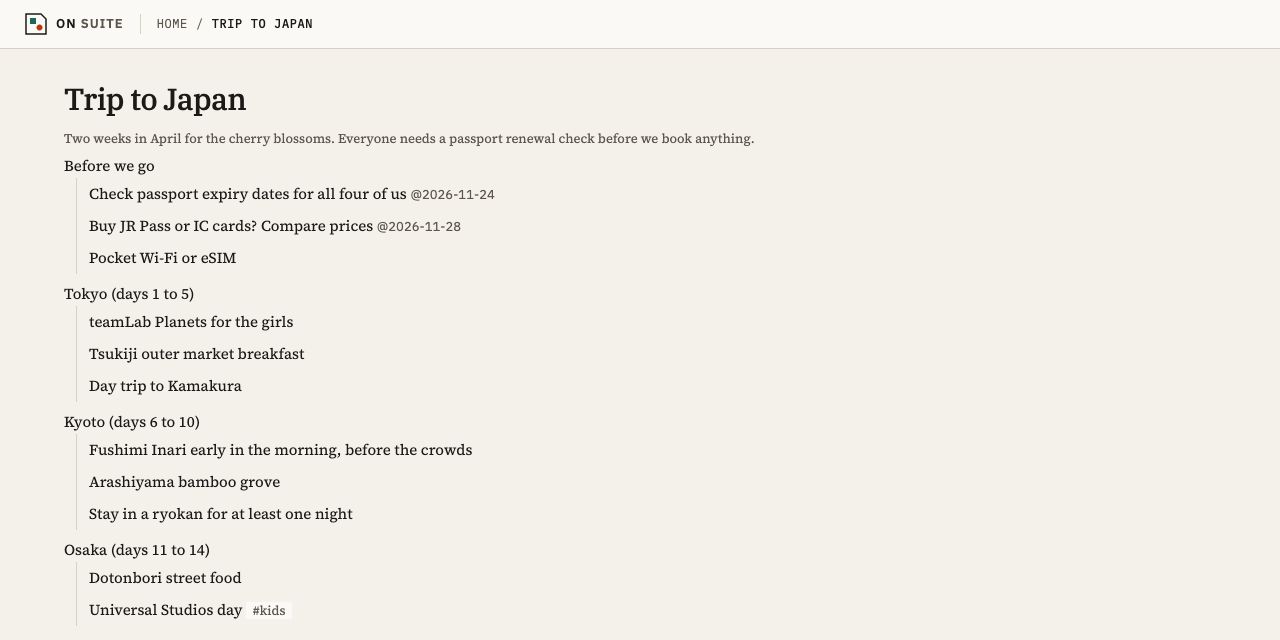 ON SUITE HOME / TRIP TO JAPAN
Trip to Japan
Two weeks in April for the cherry blossoms. Everyone needs a passport renewal check before we book anything.
Before we go
Check passport expiry dates for all four of us @2026-11-24
Buy JR Pass or IC cards? Compare prices @2026-11-28
Pocket Wi-Fi or eSIM
Tokyo (days 1 to 5)
teamLab Planets for the girls
Tsukiji outer market breakfast
Day trip to Kamakura
Kyoto (days 6 to 10)
Fushimi Inari early in the morning, before the crowds
Arashiyama bamboo grove
Stay in a ryokan for at least one night
Osaka (days 11 to 14)
Dotonbori street food
Universal Studios day #kids